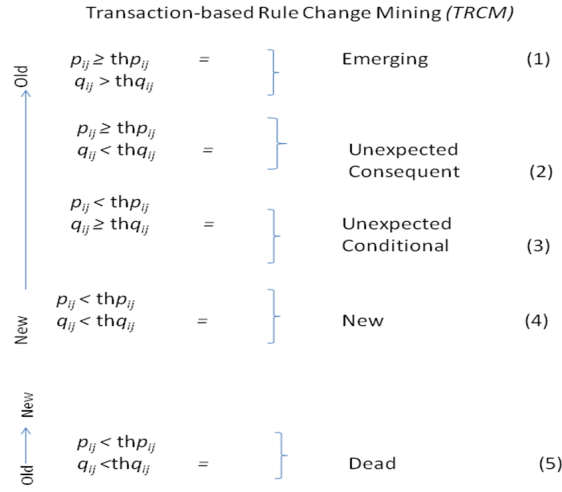 Transaction-based Rule Change Mining (TRCM)
Old
pij ≥ thpij = Emerging (1)
qij > thqij
pij ≥ thpij
qij < thqij = Unexpected
Consequent (2)
pij < thpij
qij ≥ thqij = Unexpected
Conditional (3)
pij < thpij
qij < thqij = New (4)
New
New
pij < thpij
qij <thqij = Dead (5)
Old